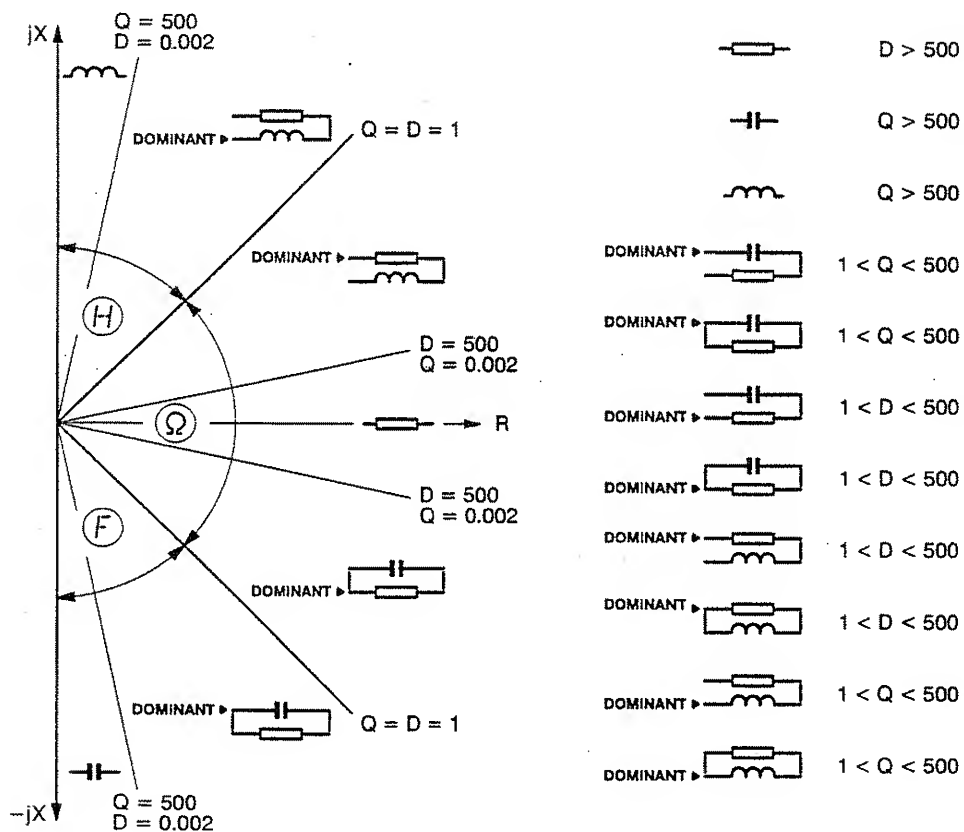 jX
Q = 500
D = 0.002
DOMINANT
Q = D = 1
DOMINANT
H
D = 500
Q = 0.002
Ω
R
D = 500
Q = 0.002
F
DOMINANT
DOMINANT
Q = D = 1
Q = 500
D = 0.002
–jX
D > 500
Q > 500
Q > 500
DOMINANT
1 < Q < 500
DOMINANT
1 < Q < 500
DOMINANT
1 < D < 500
DOMINANT
1 < D < 500
DOMINANT
1 < D < 500
DOMINANT
1 < D < 500
DOMINANT
1 < Q < 500
DOMINANT
1 < Q < 500